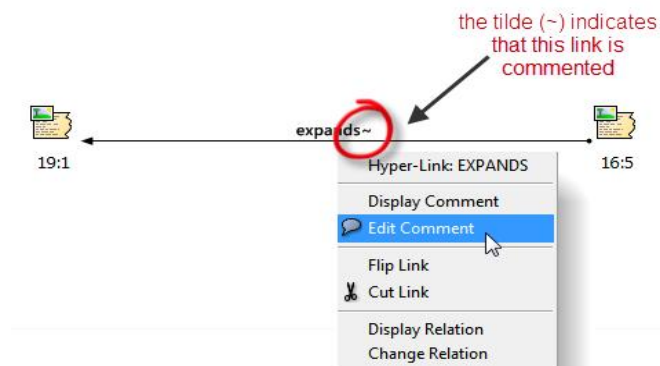 the tilde (~) indicates
that this link is
commented
expands~
19:1
16:5
Hyper-Link: EXPANDS
Display Comment
Edit Comment
Flip Link
Cut Link
Display Relation
Change Relation